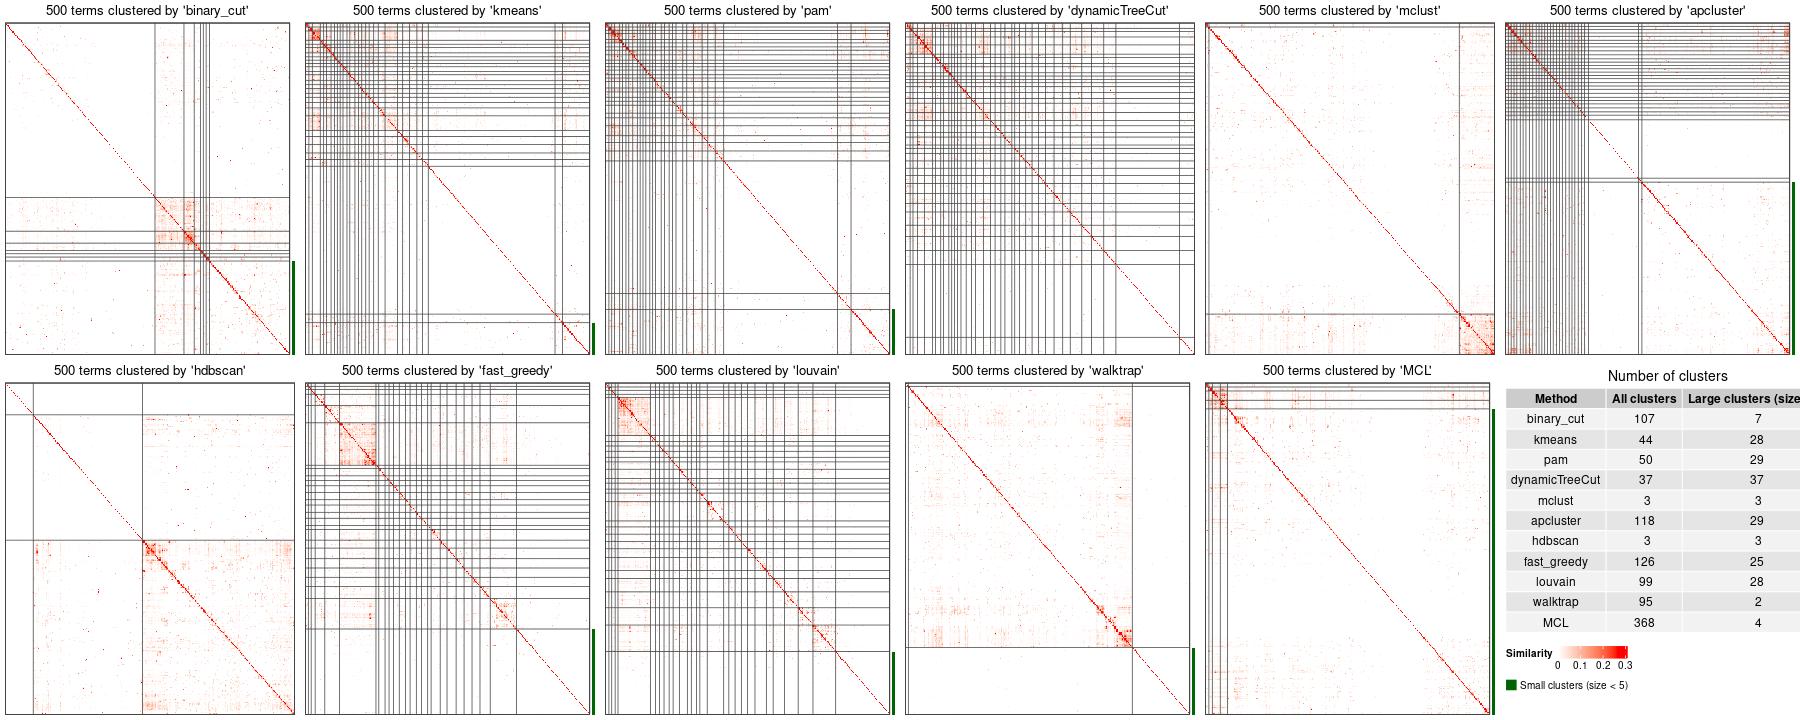 500 terms clustered by 'binary_cut'
500 terms clustered by 'kmeans'
500 terms clustered by 'pam'
500 terms clustered by 'dynamicTreeCut'
500 terms clustered by 'mclust'
500 terms clustered by 'apcluster'
500 terms clustered by 'hdbscan'
500 terms clustered by 'fast_greedy'
500 terms clustered by 'louvain'
500 terms clustered by 'walktrap'
500 terms clustered by 'MCL'
Number of clusters
Method All clusters Large clusters (size
binary_cut 107 7
kmeans 44 28
pam 50 29
dynamicTreeCut 37 37
mclust 3 3
apcluster 118 29
hdbscan 3 3
fast_greedy 126 25
louvain 99 28
walktrap 95 2
MCL 368 4
Similarity
0 0.1 0.2 0.3
Small clusters (size < 5)